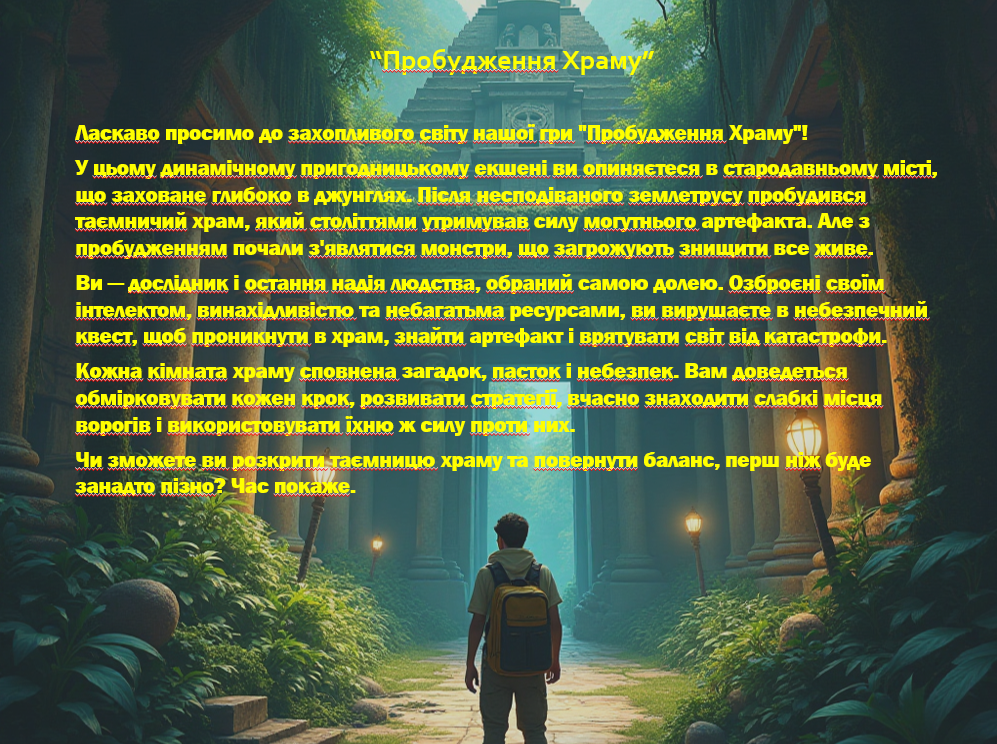 “Пробудження Храму”
Ласкаво просимо до захопливого світу нашої гри "Пробудження Храму"!
У цьому динамічному пригодницькому екшені ви опиняєтеся в стародавньому місті,
що заховане глибоко в джунглях. Після несподіваного землетрусу пробудився
таємничий храм, який століттями утримував силу могутнього артефакта. Але з
пробудженням почали з'являтися монстри, що загрожують знищити все живе.
Ви — дослідник і остання надія людства, обраний самою долею. Озброєні своїм
інтелектом, винахідливістю та небагатьма ресурсами, ви вирушаєте в небезпечний
квест, щоб проникнути в храм, знайти артефакт і врятувати світ від катастрофи.
Кожна кімната храму сповнена загадок, пасток і небезпек. Вам доведеться
обмірковувати кожен крок, розвивати стратегії, вчасно знаходити слабкі місця
ворогів і використовувати їхню ж силу проти них.
Чи зможете ви розкрити таємницю храму та повернути баланс, перш ніж буде
занадто пізно? Час покаже.